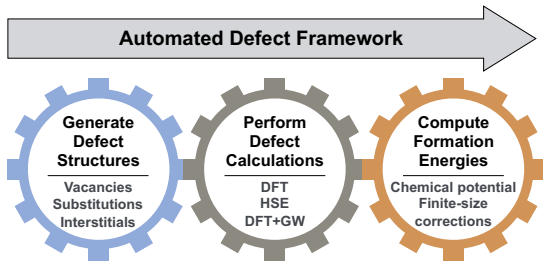 Automated Defect Framework
Generate
Defect
Structures
Vacancies
Substitutions
Interstitials
Perform
Defect
Calculations
DFT
HSE
DFT+GW
Compute
Formation
Energies
Chemical potential
Finite-size
corrections